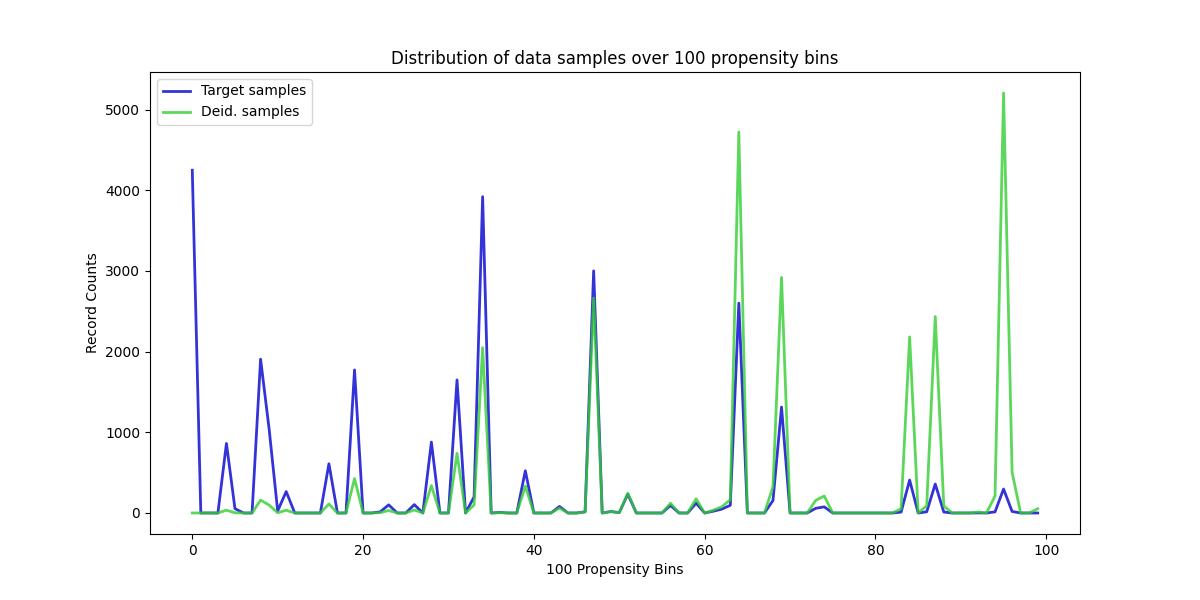 Distribution of data samples over 100 propensity bins
Target samples
Deid. samples
5000
4000
3000
2000
1000
0
Record Counts
0 20 40 60 80 100
100 Propensity Bins